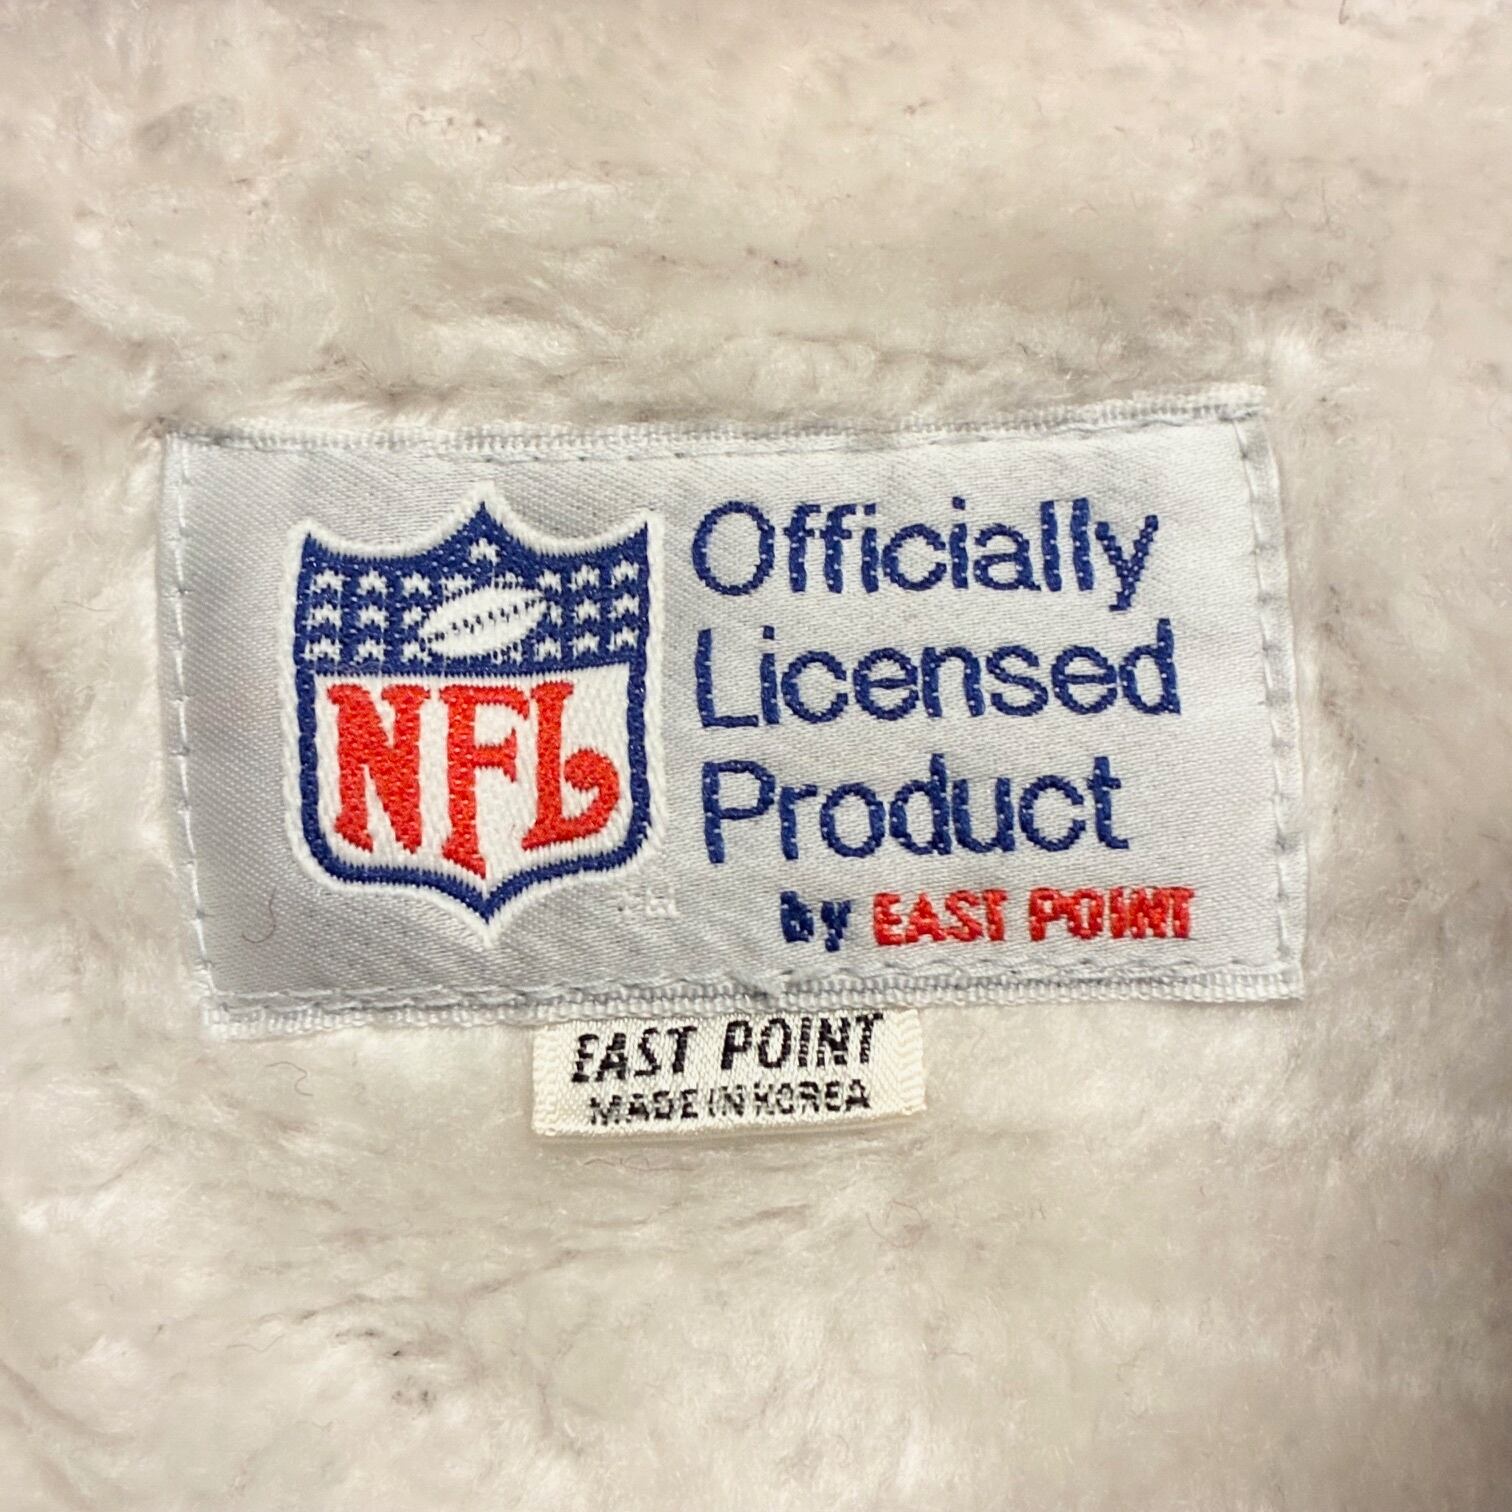 NFL
Officially
Licensed
Product
by EAST POINT
EAST POINT
MADE IN KOREA